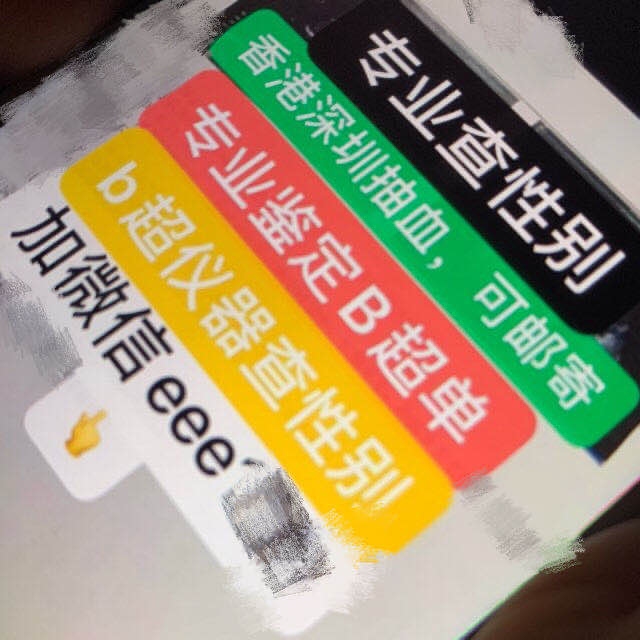 专业查性别
香港深圳抽血，可邮寄
专业鉴定B超单
b超仪器查性别
加微信eee